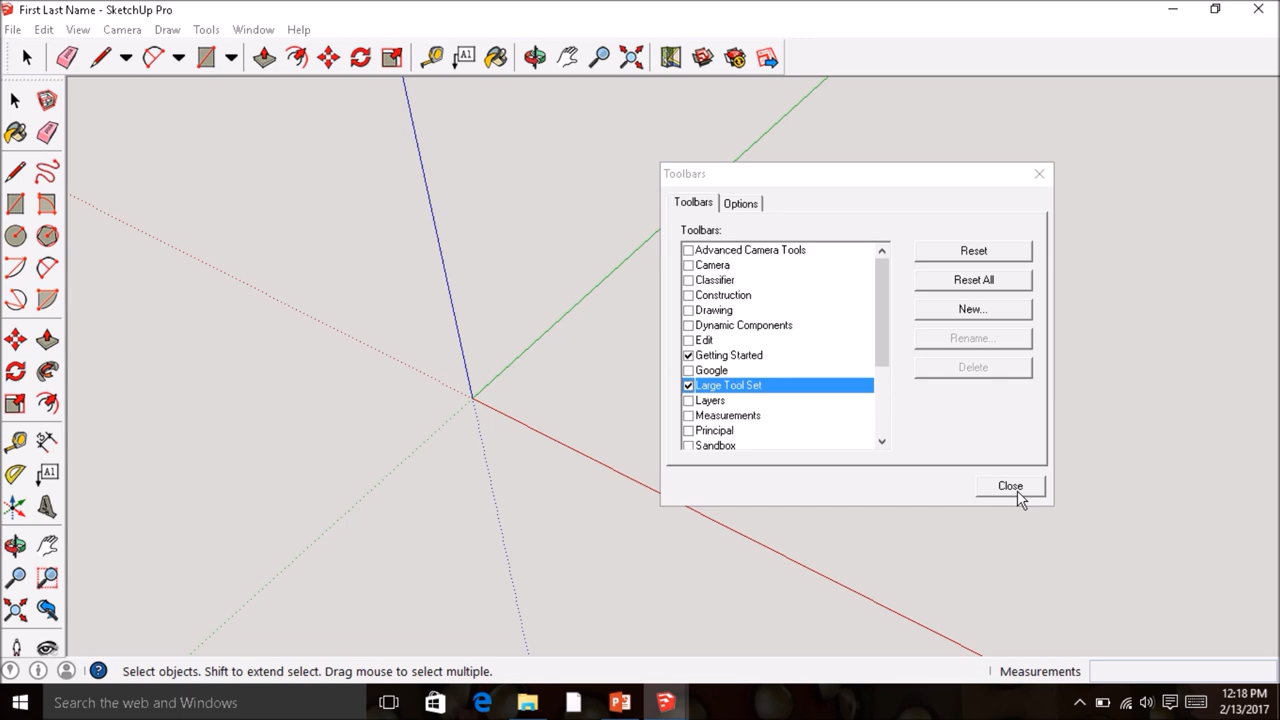 First Last Name - SketchUp Pro
File Edit View Camera Draw Tools Window Help
A1
Toolbars
Toolbars Options
Toolbars:
Advanced Camera Tools
Camera
Classifier
Construction
Drawing
Dynamic Components
Edit
Getting Started
Google
Large Tool Set
Layers
Measurements
Principal
Sandbox
Reset
Reset All
New...
Rename...
Delete
Close
A1
Select objects. Shift to extend select. Drag mouse to select multiple.
Measurements
Search the web and Windows
12:18 PM
2/13/2017